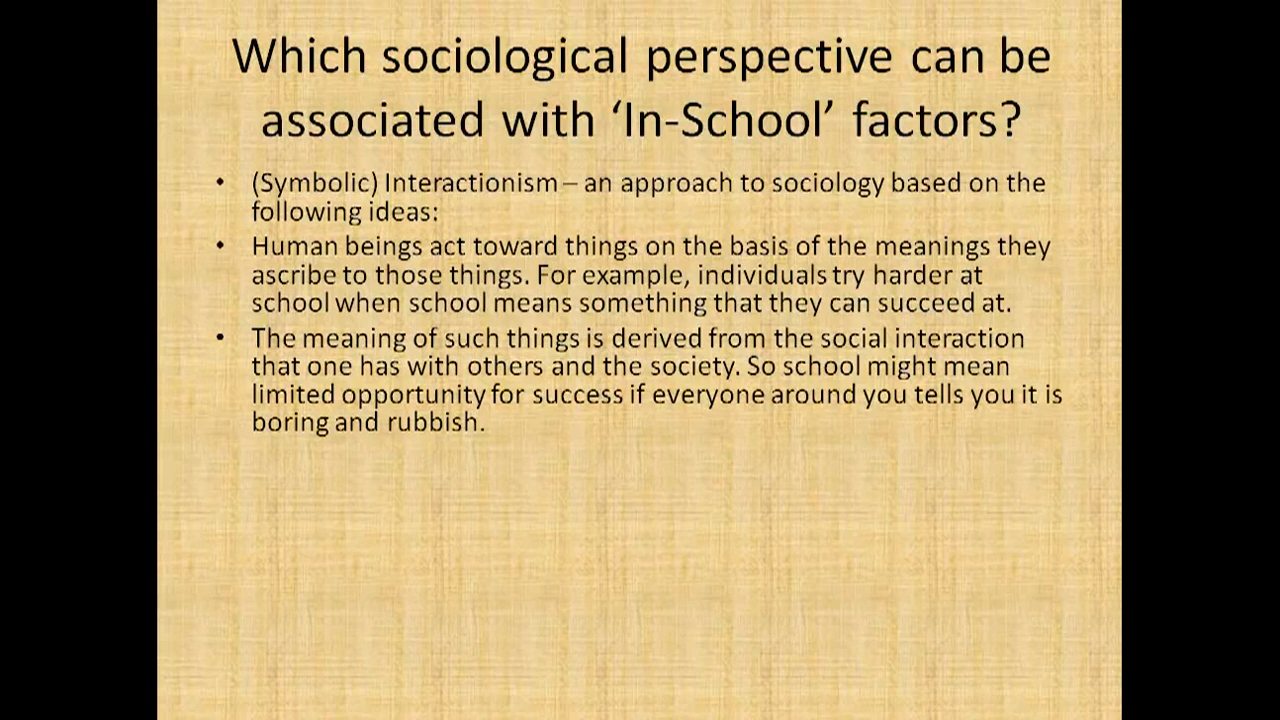 Which sociological perspective can be
associated with ‘In-School’ factors?
• (Symbolic) Interactionism – an approach to sociology based on the
following ideas:
• Human beings act toward things on the basis of the meanings they
ascribe to those things. For example, individuals try harder at
school when school means something that they can succeed at.
• The meaning of such things is derived from the social interaction
that one has with others and the society. So school might mean
limited opportunity for success if everyone around you tells you it is
boring and rubbish.